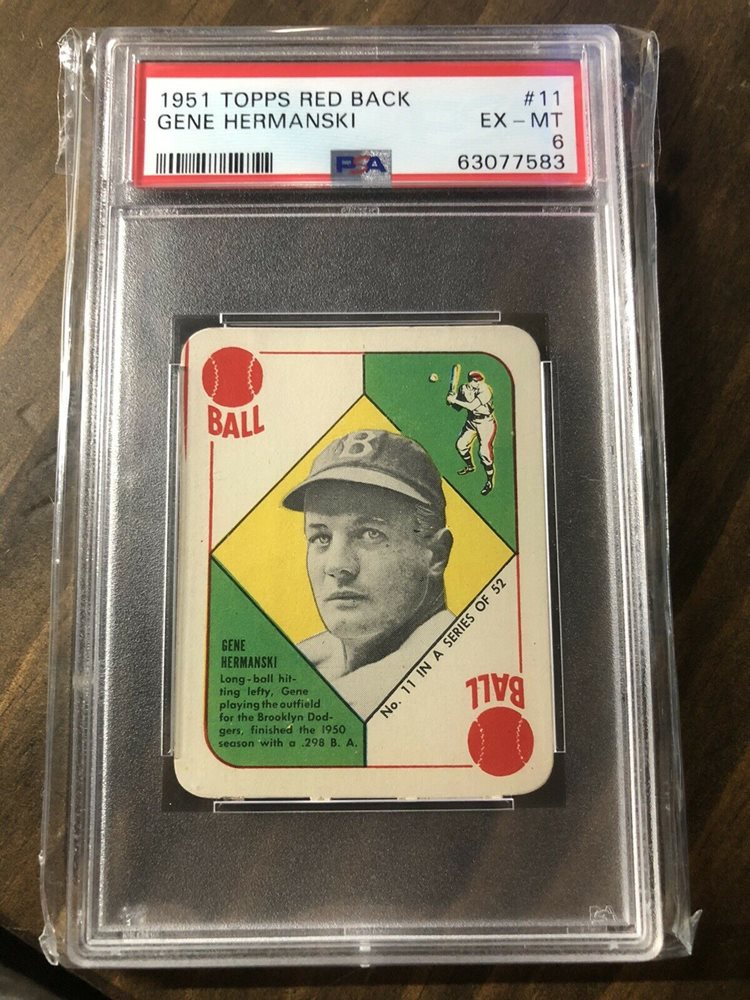 1951 TOPPS RED BACK #11
GENE HERMANSKI EX - MT
6
PSA 63077583
BALL
B
GENE
HERMANSKI
Long-ball hit-
ting lefty, Gene
playing the outfield
for the Brooklyn Dod-
gers, finished the 1950
season with a .298 B. A.
No. 11 IN A SERIES OF 52
BALL